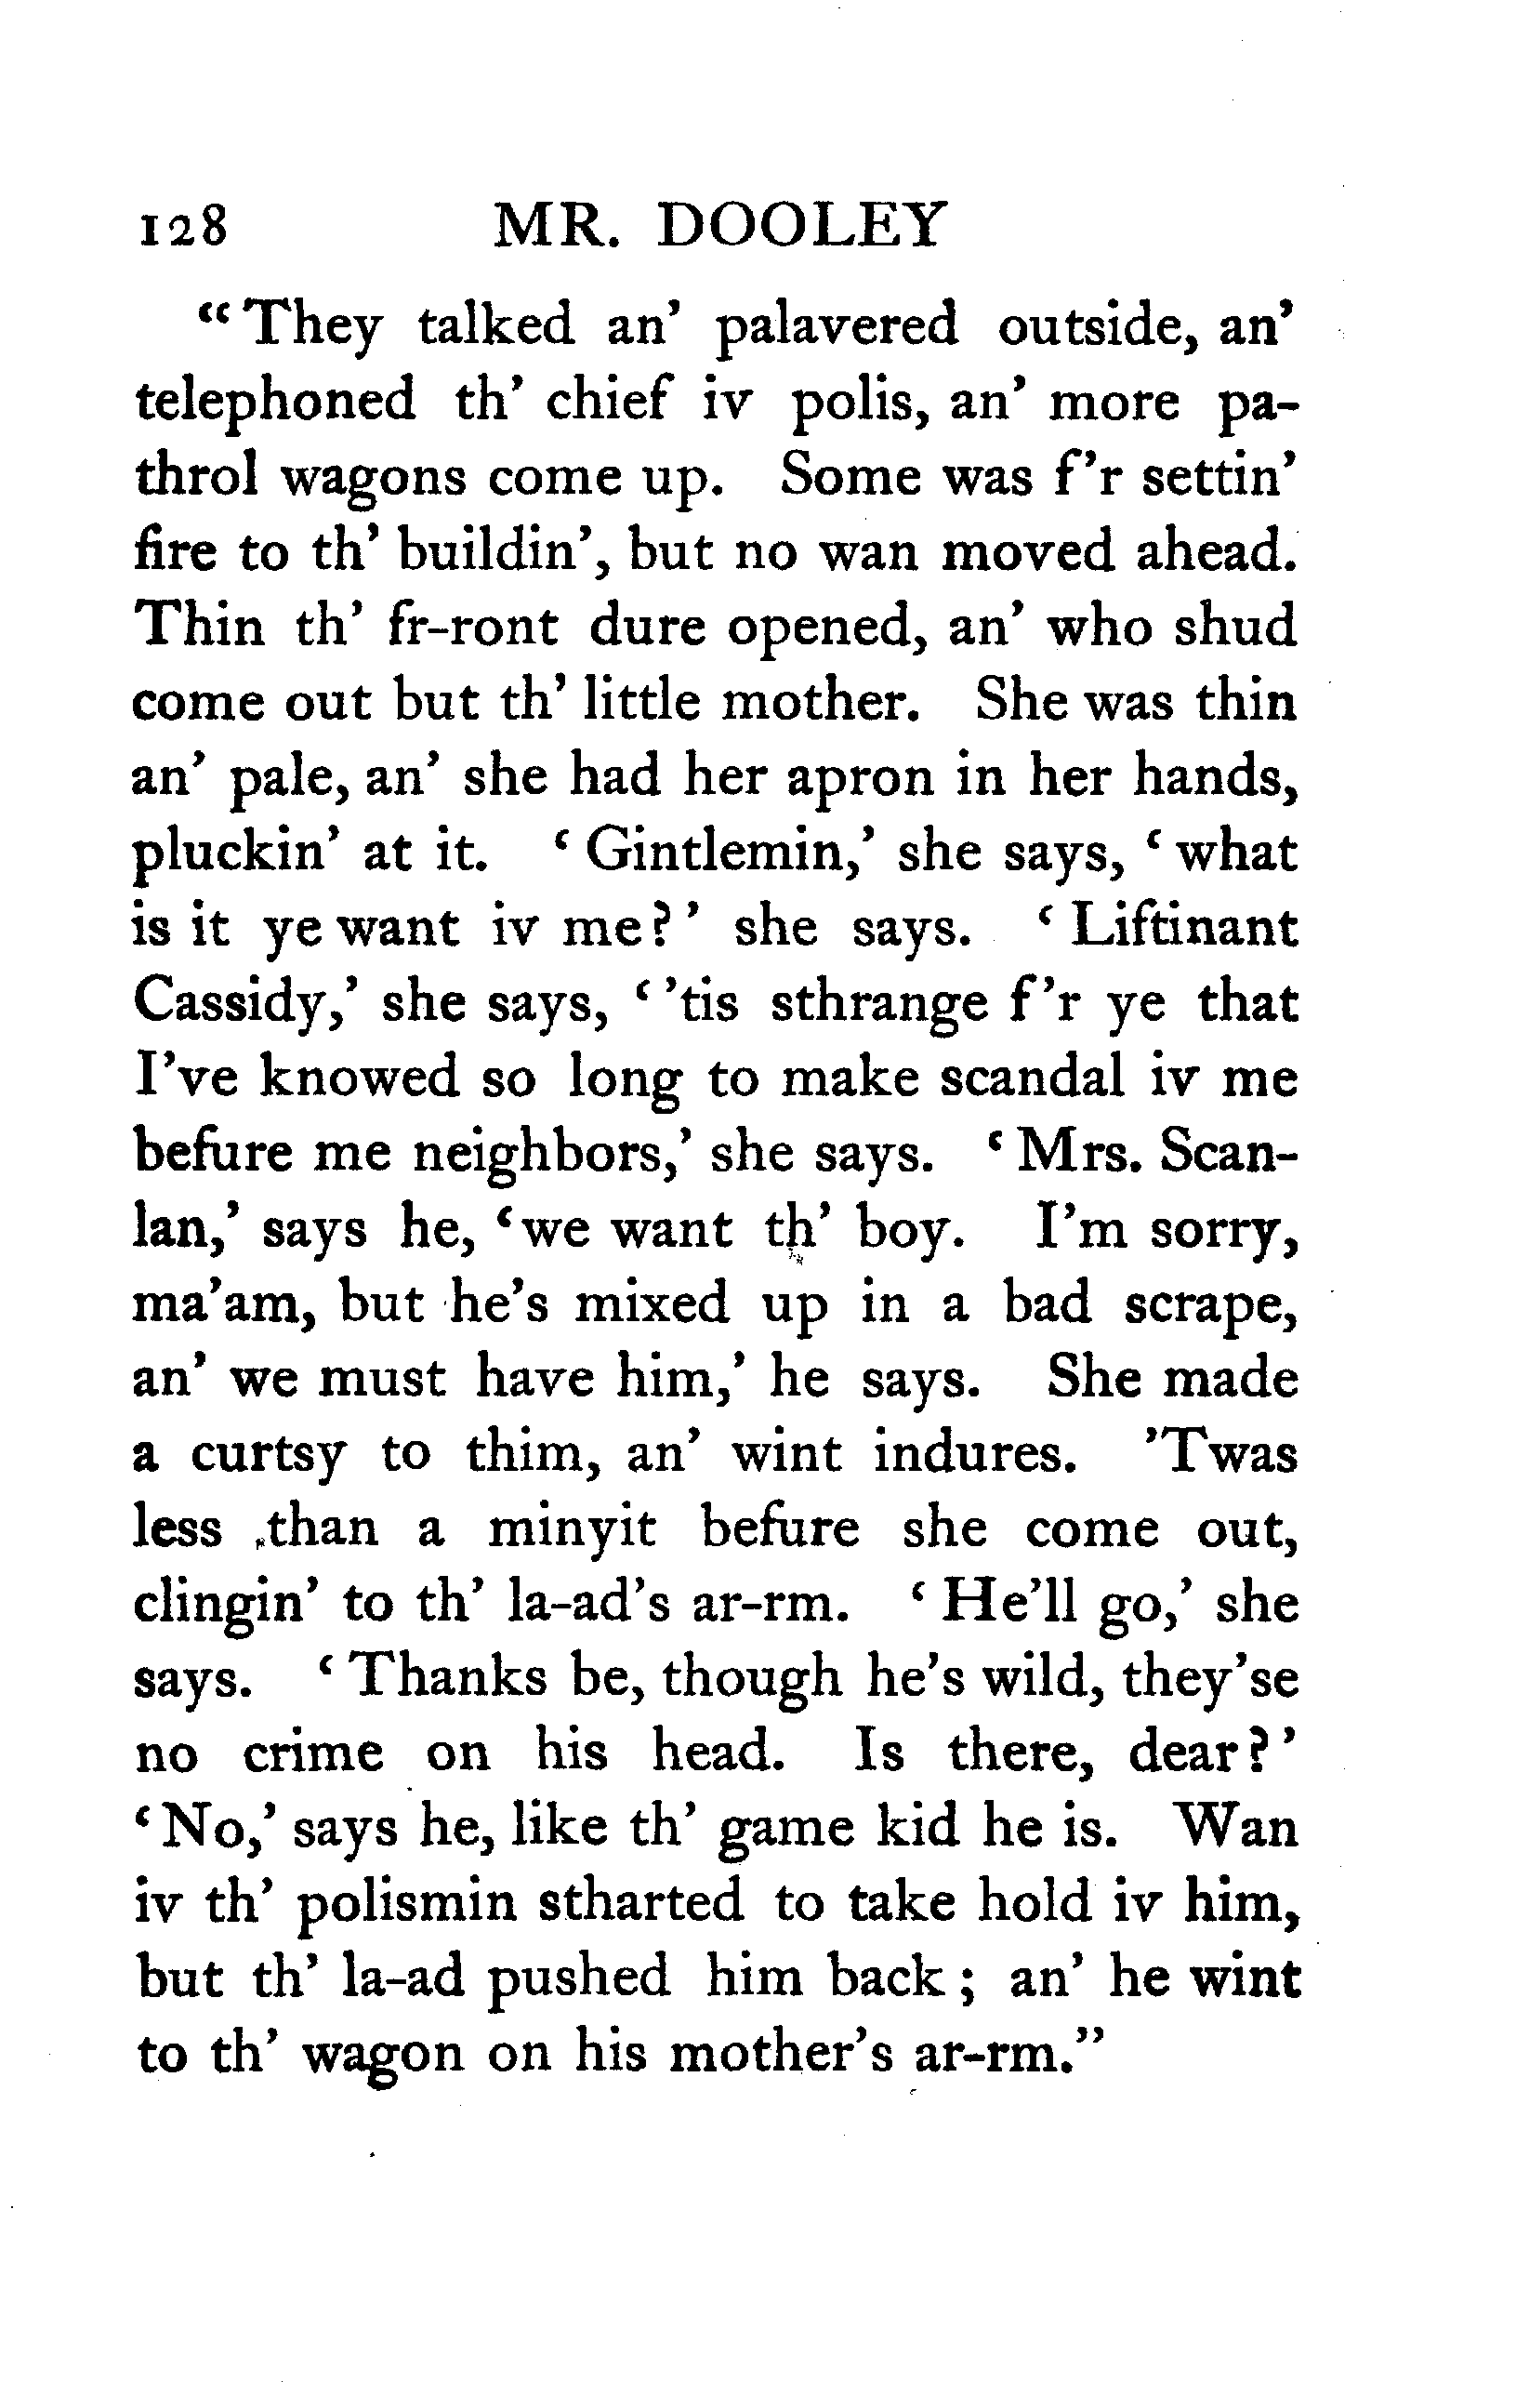 128 MR. DOOLEY
“They talked an’ palavered outside, an’
telephoned th’ chief iv polis, an’ more pa-
throl wagons come up. Some was f’r settin’
fire to th’ buildin’, but no wan moved ahead.
Thin th’ fr-ront dure opened, an’ who shud
come out but th’ little mother. She was thin
an’ pale, an’ she had her apron in her hands,
pluckin’ at it. ‘Gintlemin,’ she says, ‘what
is it ye want iv me?’ she says. ‘Liftinant
Cassidy,’ she says, ‘’tis sthrange f’r ye that
I’ve knowed so long to make scandal iv me
befure me neighbors,’ she says. ‘Mrs. Scan-
lan,’ says he, ‘we want th’ boy. I’m sorry,
ma’am, but he’s mixed up in a bad scrape,
an’ we must have him,’ he says. She made
a curtsy to thim, an’ wint indures. ’Twas
less than a minyit befure she come out,
clingin’ to th’ la-ad’s ar-rm. ‘He’ll go,’ she
says. ‘Thanks be, though he’s wild, they’se
no crime on his head. Is there, dear?’
‘No,’ says he, like th’ game kid he is. Wan
iv th’ polismin stharted to take hold iv him,
but th’ la-ad pushed him back; an’ he wint
to th’ wagon on his mother’s ar-rm.”